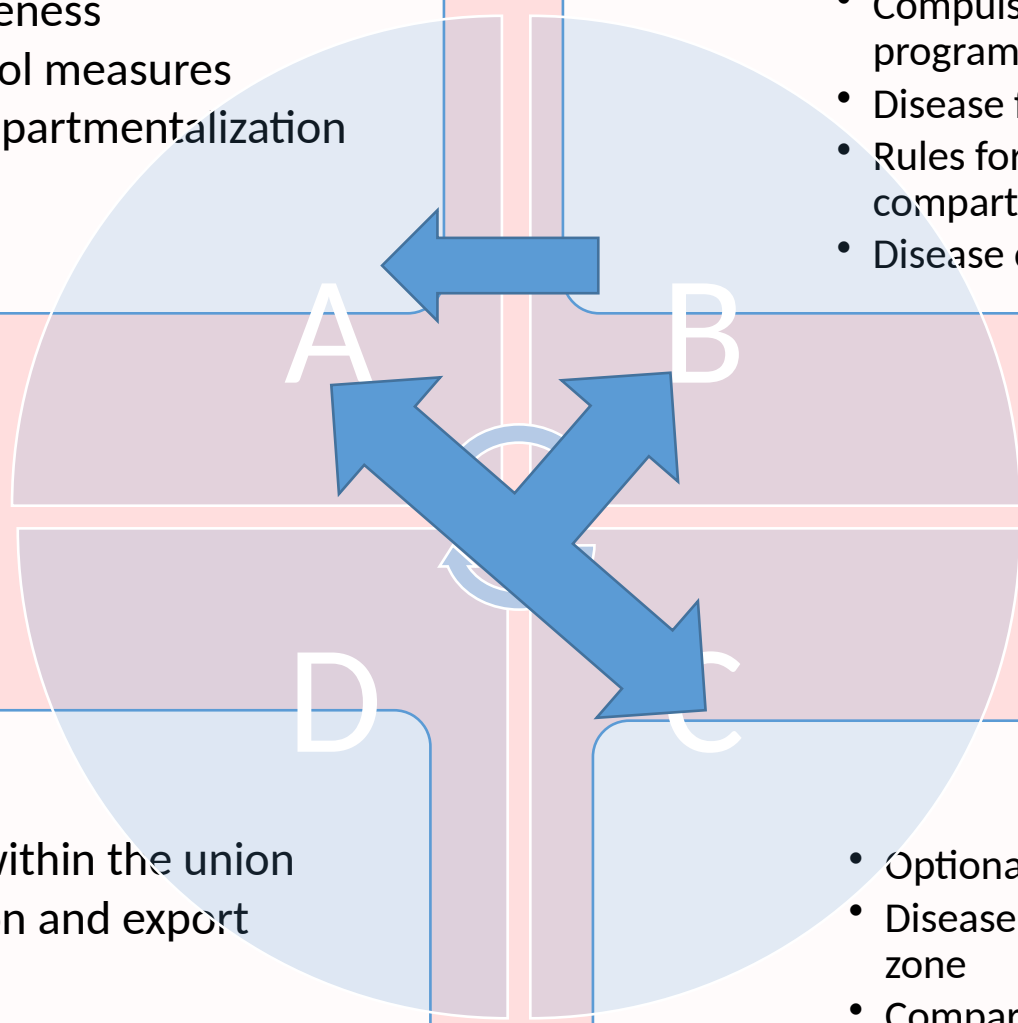 eness
ol measures
partmentalization
program
Disease
Rules for
compart
Disease
A
B
D
C
within the union
n and export
Optiona
Disease
zone
Compar